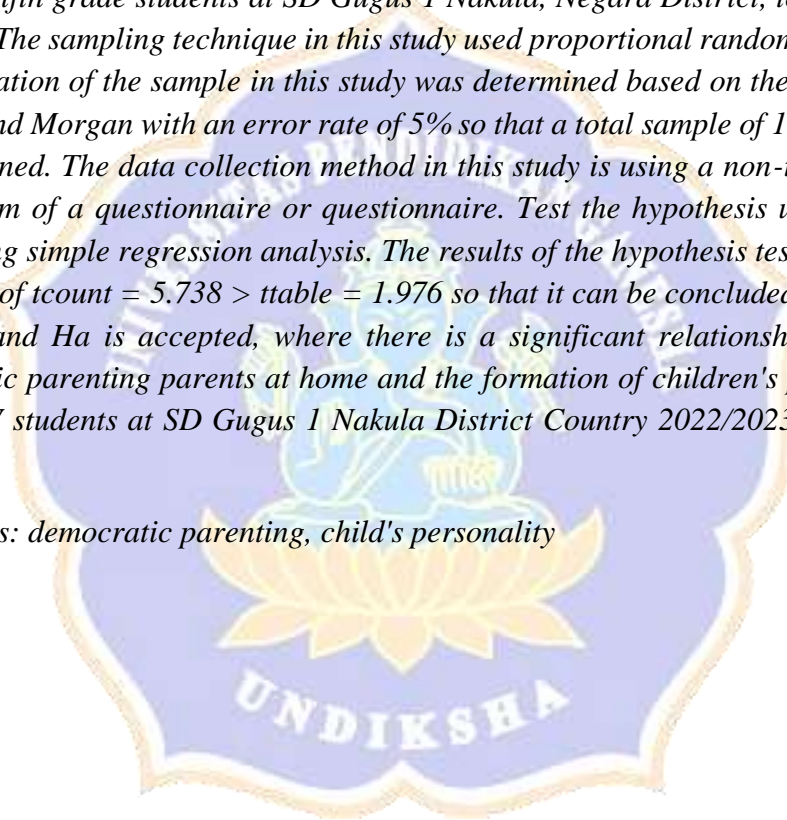 ifth grade students at SD Gugus 1 Nakula, Negara District,
The sampling technique in this study used proportional random
ation of the sample in this study was determined based on the
nd Morgan with an error rate of 5% so that a total sample of 1
ned. The data collection method in this study is using a non-
m of a questionnaire or questionnaire. Test the hypothesis u
ng simple regression analysis. The results of the hypothesis tes
of tcount = 5.738 > ttable = 1.976 so that it can be concluded
and Ha is accepted, where there is a significant relationsh
ic parenting parents at home and the formation of children's
V students at SD Gugus 1 Nakula District Country 2022/2023
s: democratic parenting, child's personality
UNIVERSITAS PENDIDIKAN GANESHA
UNDIKSHA